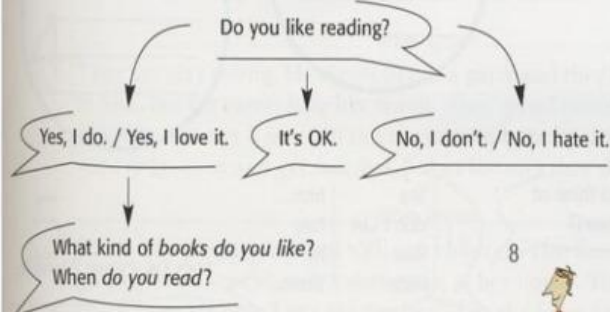 Do you like reading?
Yes, I do. / Yes, I love it.
It's OK.
No, I don't. / No, I hate it.
What kind of books do you like?
When do you read?
8